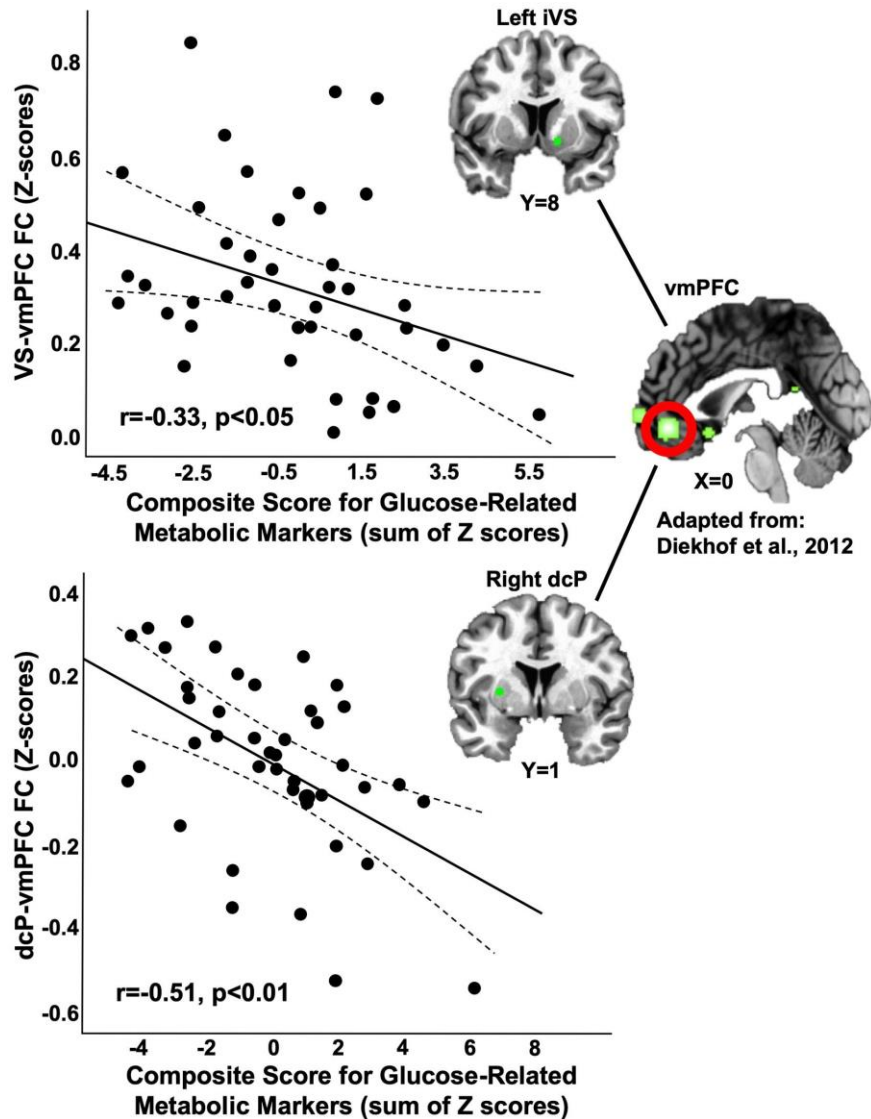 Left iVS
Y=8
VS-vmPFC FC (Z-scores)
0.8
0.6
0.4
0.2
0.0
r=-0.33, p<0.05
-4.5 -2.5 -0.5 1.5 3.5 5.5
Composite Score for Glucose-Related
Metabolic Markers (sum of Z scores)
vmPFC
X=0
Adapted from:
Diekhof et al., 2012
Right dcP
Y=1
dcP-vmPFC FC (Z-scores)
0.4
0.2
0.0
-0.2
-0.4
-0.6
r=-0.51, p<0.01
-4 -2 0 2 4 6 8
Composite Score for Glucose-Related
Metabolic Markers (sum of Z scores)